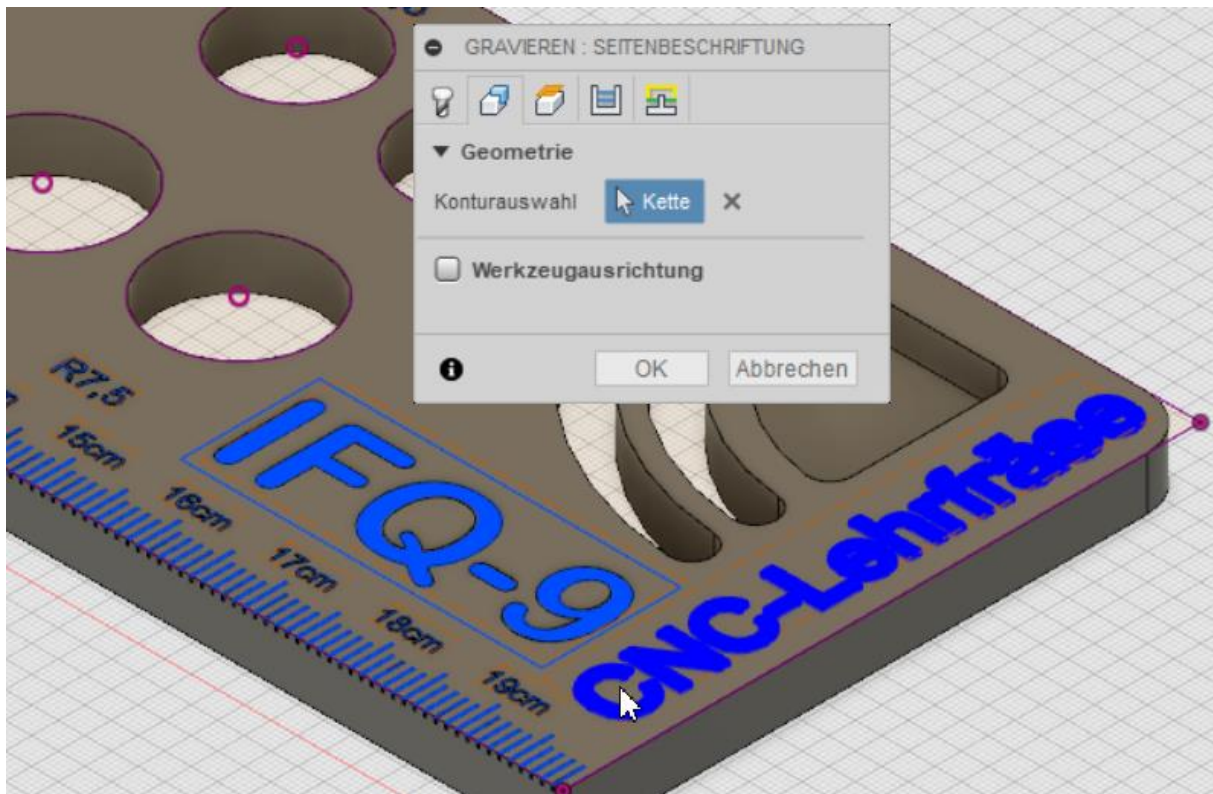 GRAVIEREN : SEITENBESCHRIFTUNG
Geometrie
Konturauswahl
Kette
Werkzeugausrichtung
OK
Abbrechen
R7,5
15cm
16cm
17cm
18cm
19cm
IFQ-9
CNC-Lehrfräse